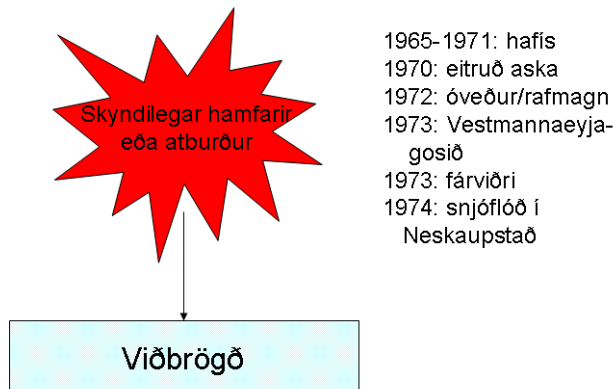 Skyndilegar hamfarir
eða atburður
1965-1971: hafís
1970: eitruð aska
1972: óveður/rafmagn
1973: Vestmannaeyja-
gosið
1973: fárviðri
1974: snjóflóð í
Neskaupstað
Viðbrögð